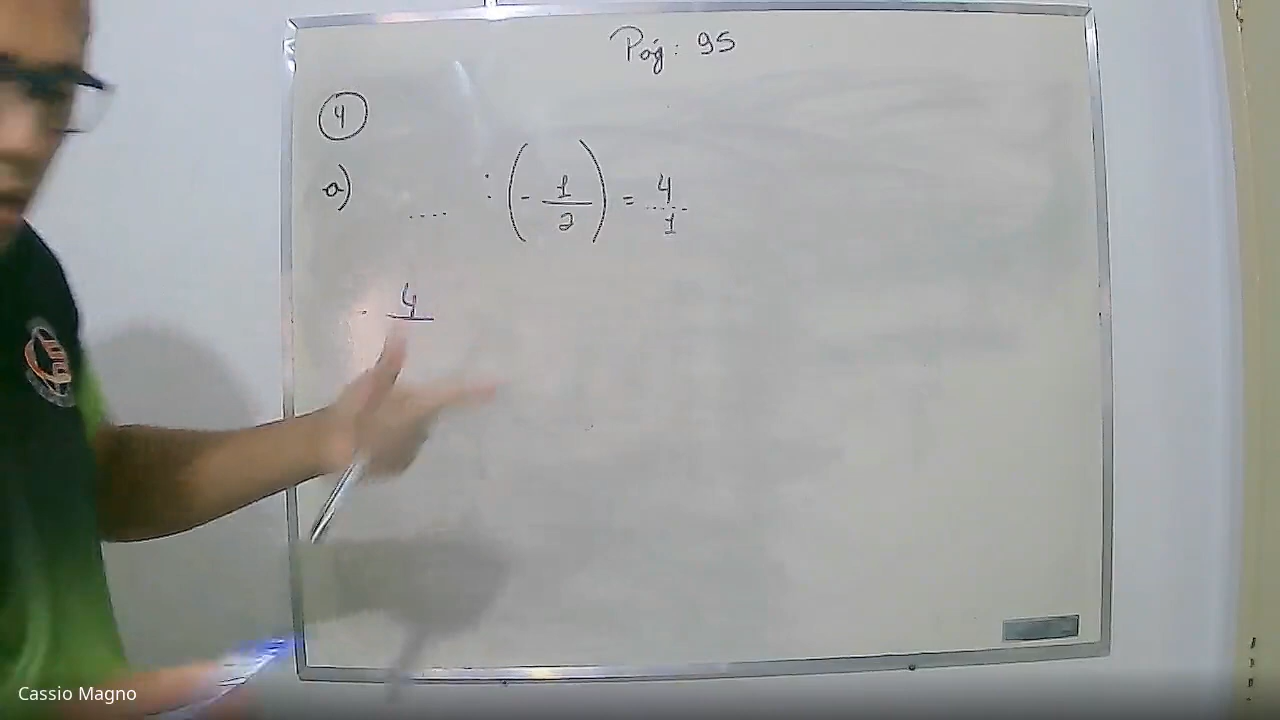 Pág: 95
4
a) .... : (- 1/2) = 4/1
- 4
Cassio Magno